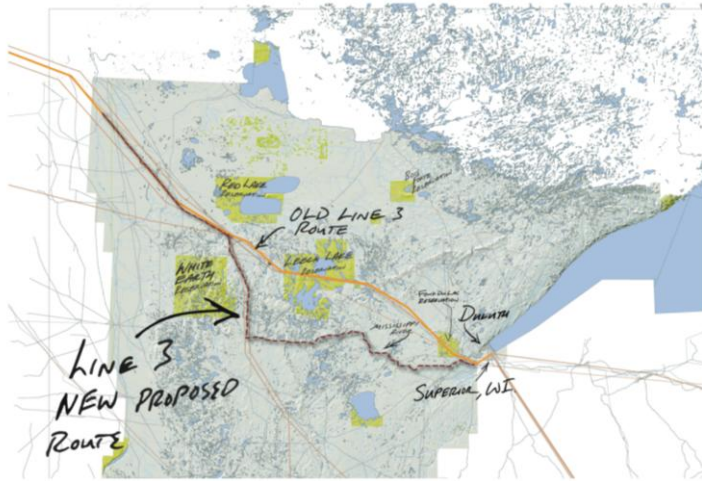 RED LAKE
RESERVATION
BOIS FORTE
RESERVATION
OLD LINE 3
ROUTE
LEECH LAKE
RESERVATION
WHITE
EARTH
RESERVATION
FOND DU LAC
RESERVATION
DULUTH
MISSISSIPPI
RIVER
LINE 3
NEW PROPOSED
ROUTE
SUPERIOR, WI